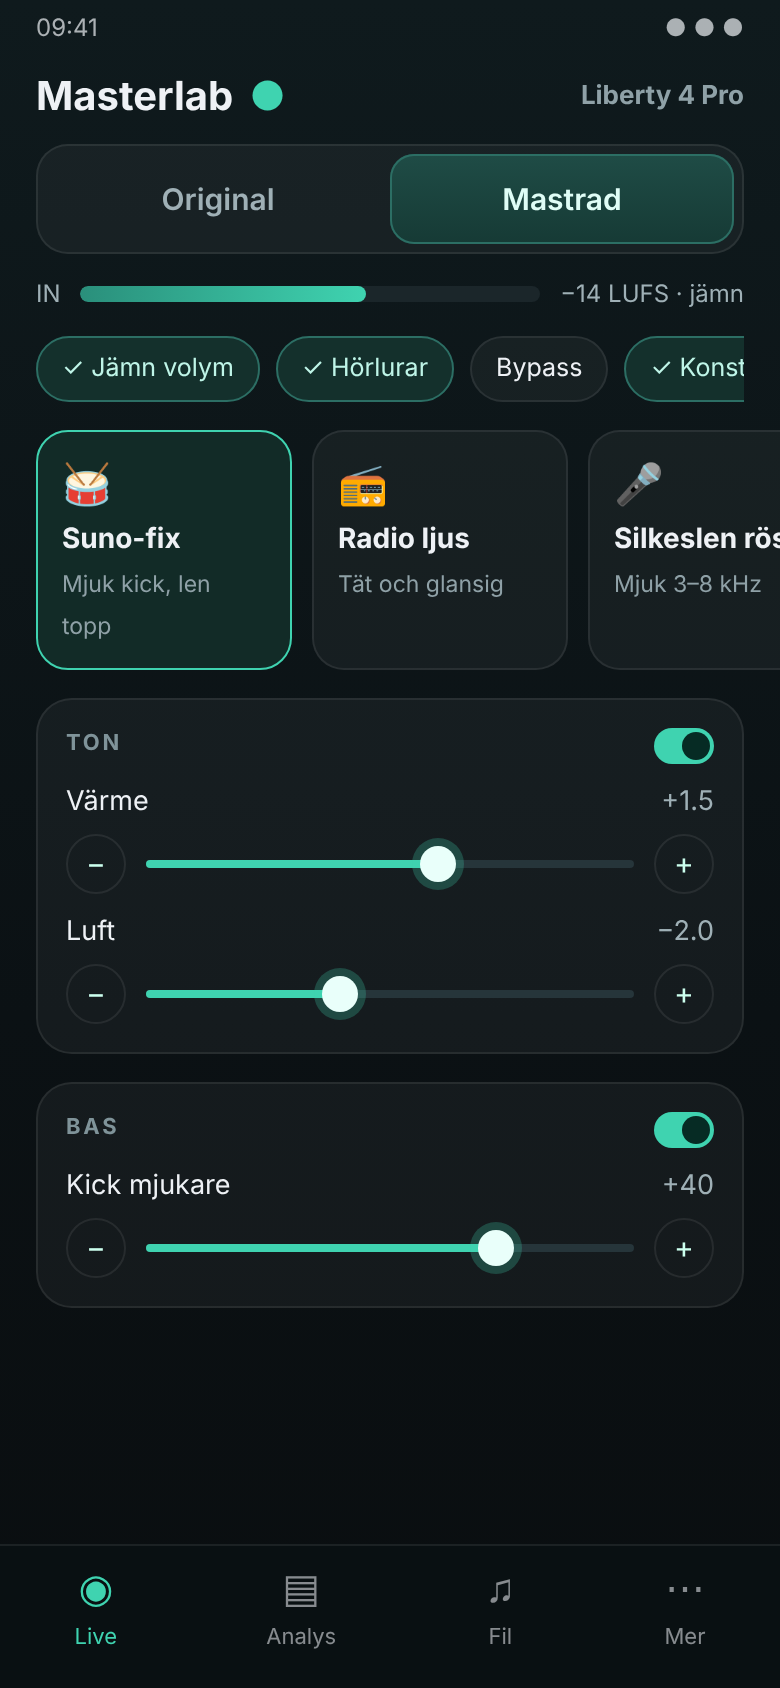 09:41
Masterlab
Liberty 4 Pro
Original
Mastrad
IN
−14 LUFS · jämn
✓ Jämn volym
✓ Hörlurar
Bypass
✓ Konst
Suno-fix
Mjuk kick, len
topp
Radio ljus
Tät och glansig
Silkeslen rös
Mjuk 3–8 kHz
TON
Värme
+1.5
−
+
Luft
−2.0
−
+
BAS
Kick mjukare
+40
−
+
Live
Analys
Fil
Mer